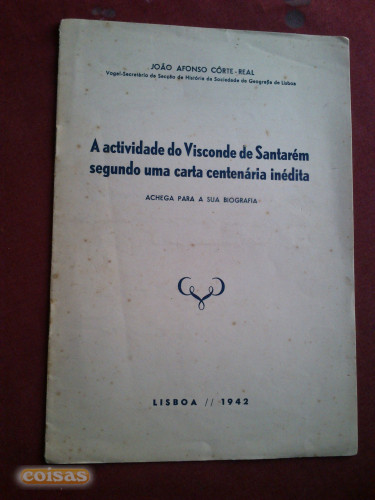 JOÃO AFONSO CÔRTE-REAL
Vogal-Secretário da Secção de História da Sociedade de Geografia de Lisboa
A actividade do Visconde de Santarém
segundo uma carta centenária inédita
ACHEGA PARA A SUA BIOGRAFIA
LISBOA // 1942
coisas